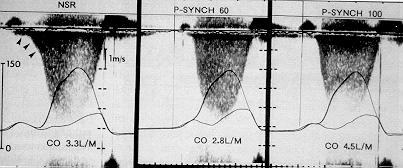 NSR
P-SYNCH 60
P-SYNCH 100
1m/s
150
0
CO 3.3L/M
CO 2.8L/M
CO 4.5L/M